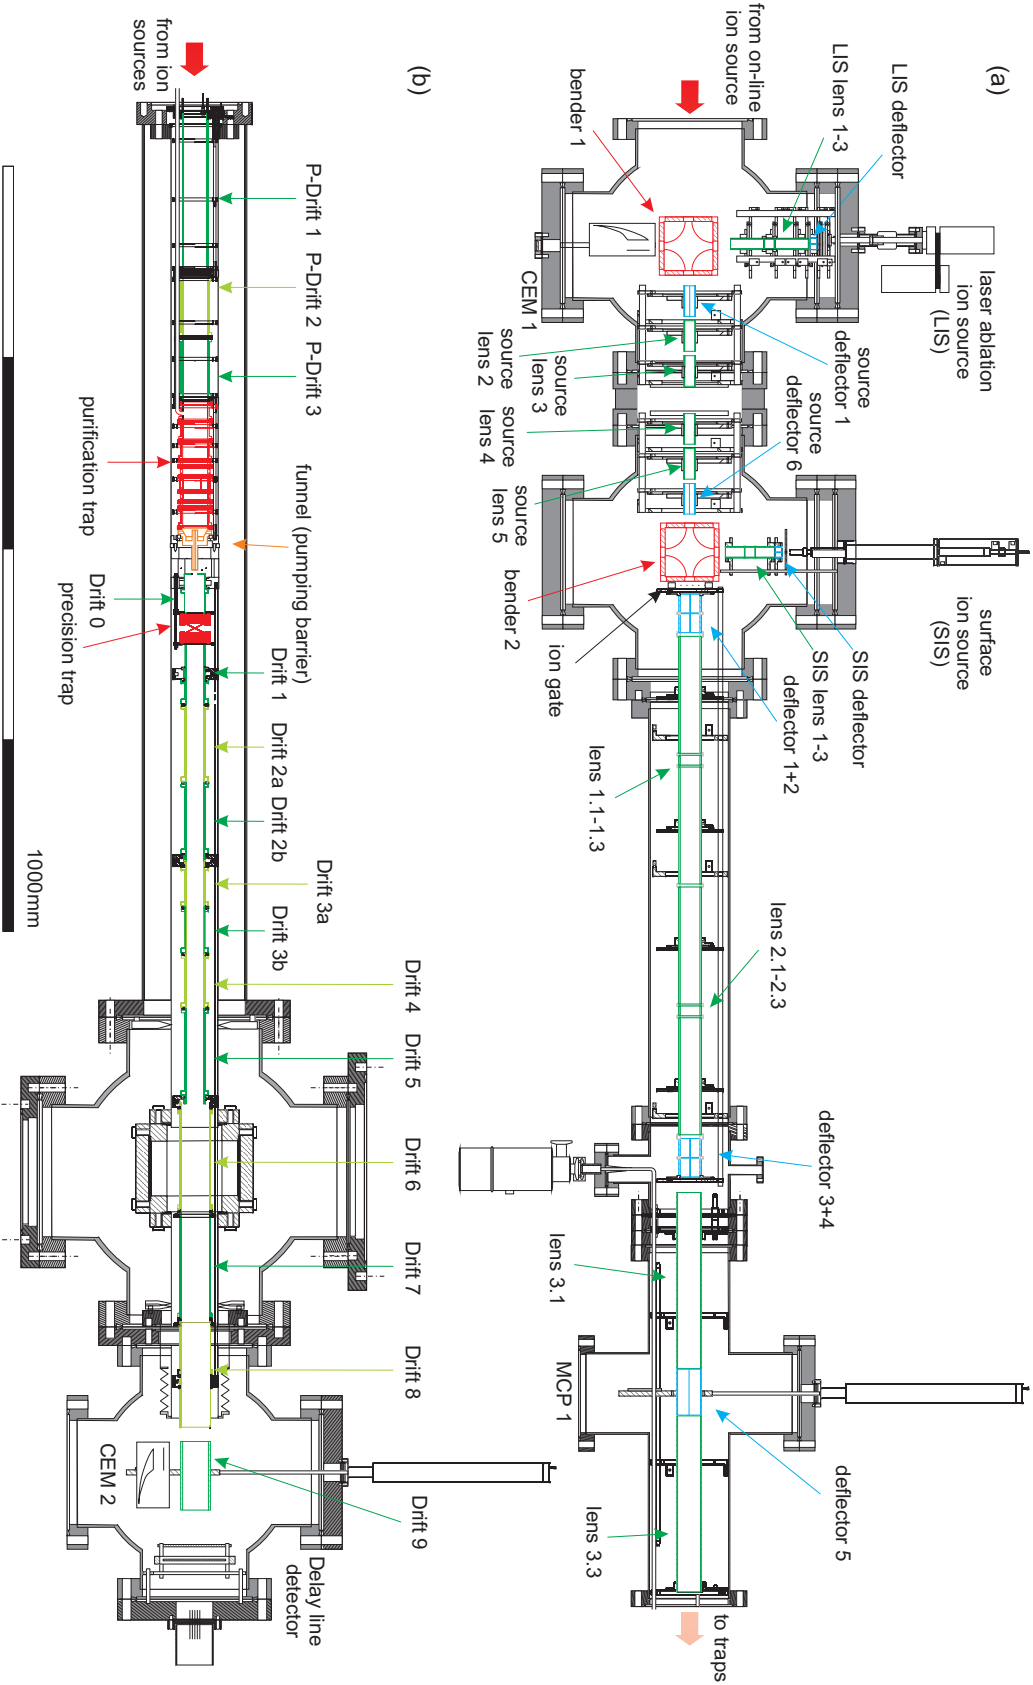 (a)
from on-line
ion source
bender 1
LIS lens 1-3
LIS deflector
laser ablation
ion source
(LIS)
CEM 1
source
deflector 1
source
lens 2
source
lens 3
source
lens 4
source
deflector 6
source
lens 5
bender 2
ion gate
surface
ion source
(SIS)
SIS deflector
SIS lens 1-3
deflector 1+2
lens 1.1-1.3
lens 2.1-2.3
deflector 3+4
lens 3.1
MCP 1
deflector 5
lens 3.3
to traps
(b)
from ion
sources
P-Drift 1
P-Drift 2
P-Drift 3
purification trap
funnel (pumping barrier)
Drift 0
precision trap
Drift 1
Drift 2a
Drift 2b
Drift 3a
Drift 3b
Drift 4
Drift 5
Drift 6
Drift 7
Drift 8
CEM 2
Drift 9
Delay line
detector
1000mm